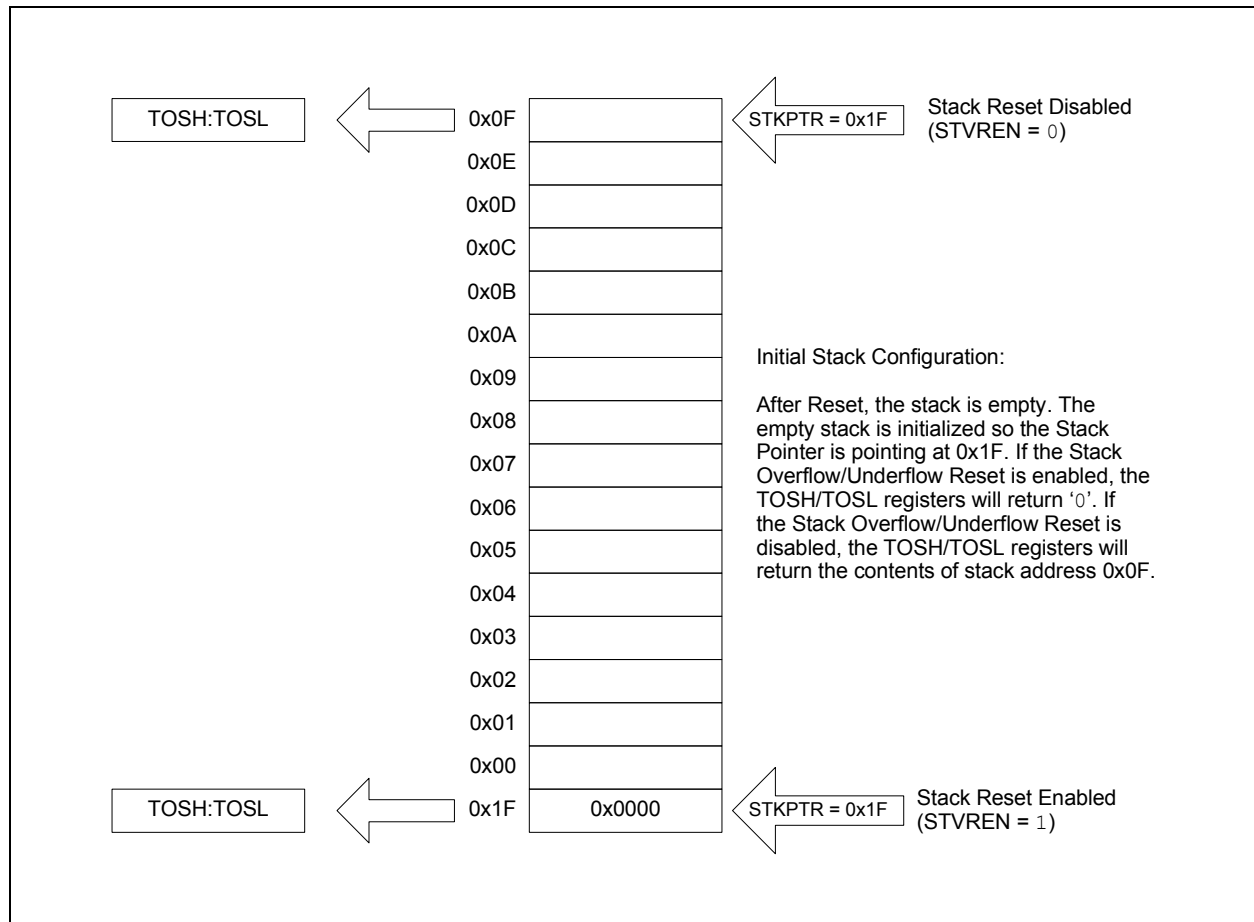 TOSH:TOSL
0x0F
STKPTR = 0x1F
Stack Reset Disabled
(STVREN = 0)
0x0E
0x0D
0x0C
0x0B
0x0A
0x09
0x08
0x07
0x06
0x05
0x04
0x03
0x02
0x01
0x00
Initial Stack Configuration:
After Reset, the stack is empty. The
empty stack is initialized so the Stack
Pointer is pointing at 0x1F. If the Stack
Overflow/Underflow Reset is enabled, the
TOSH/TOSL registers will return ‘0’. If
the Stack Overflow/Underflow Reset is
disabled, the TOSH/TOSL registers will
return the contents of stack address 0x0F.
TOSH:TOSL
0x1F
0x0000
STKPTR = 0x1F
Stack Reset Enabled
(STVREN = 1)